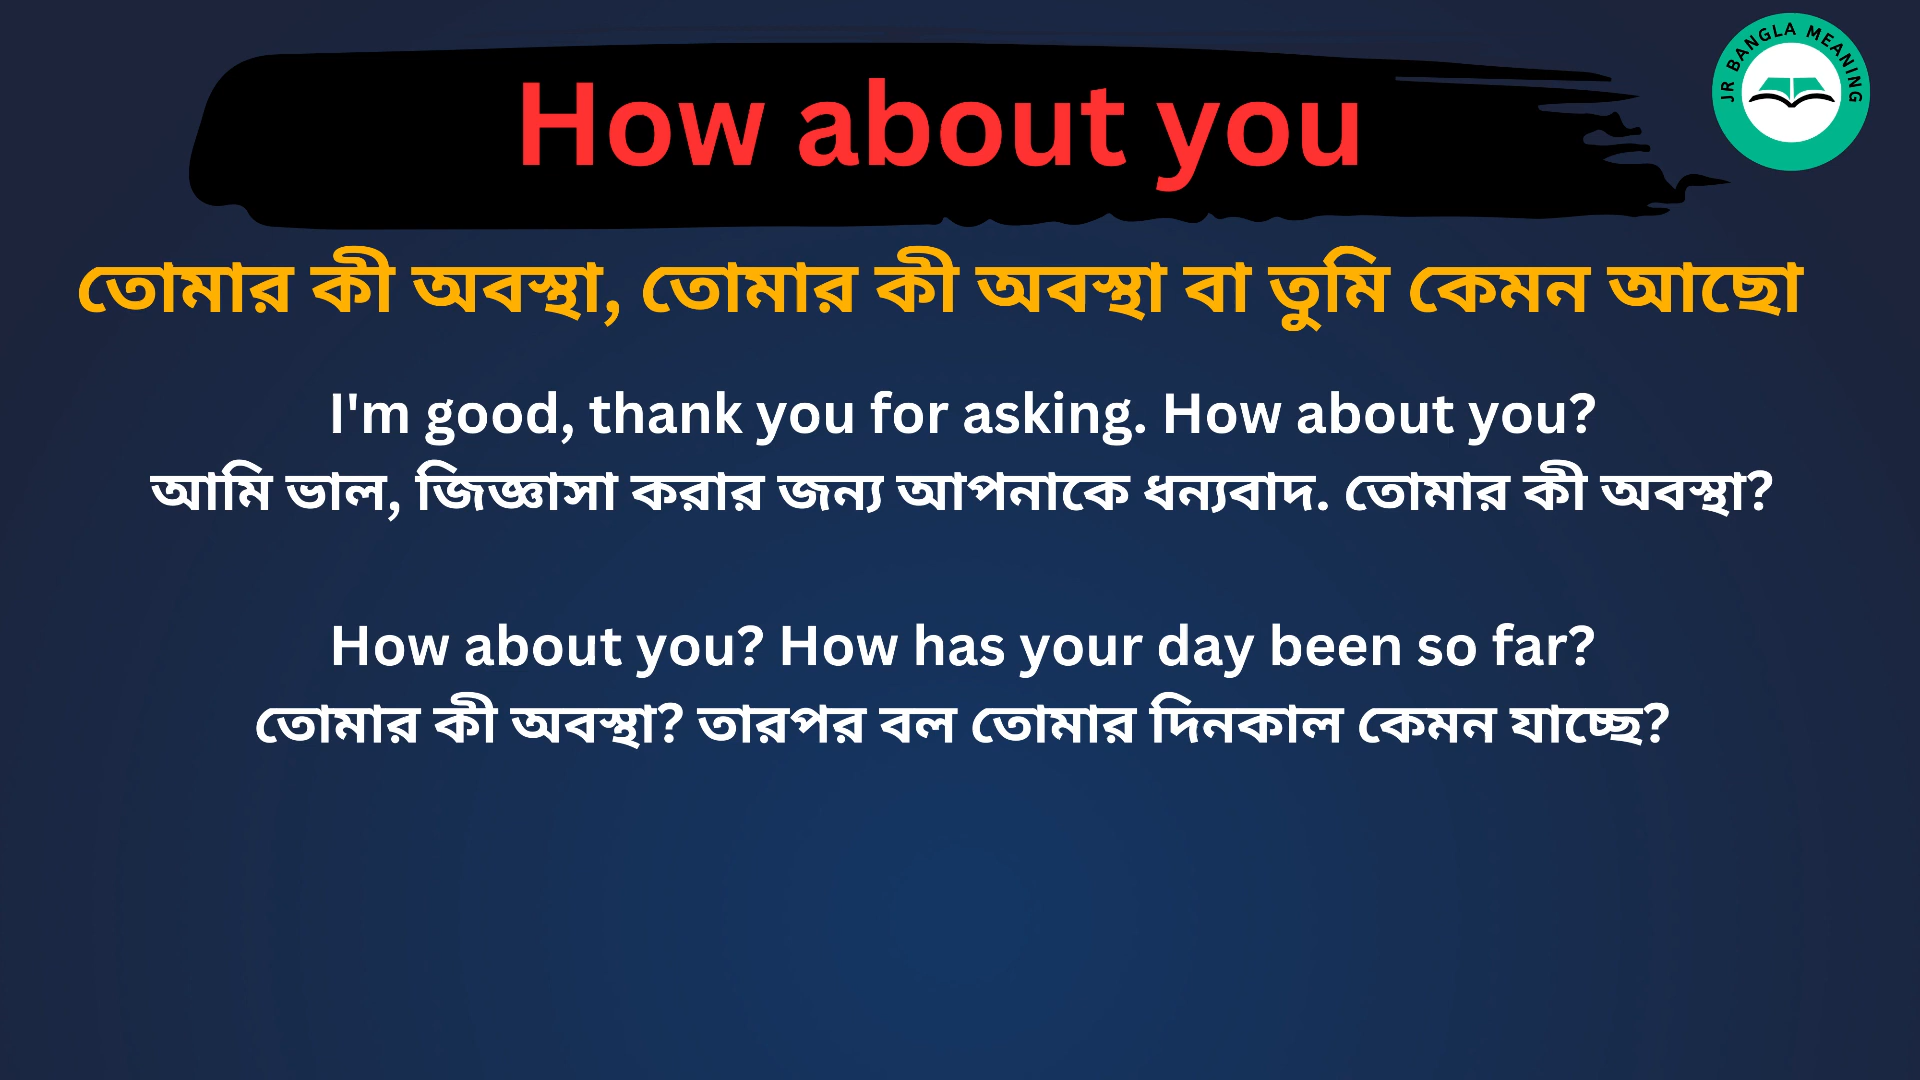 JR BANGLA MEANING
How about you
তোমার কী অবস্থা, তোমার কী অবস্থা বা তুমি কেমন আছো
I'm good, thank you for asking. How about you?
আমি ভাল, জিজ্ঞাসা করার জন্য আপনাকে ধন্যবাদ. তোমার কী অবস্থা?
How about you? How has your day been so far?
তোমার কী অবস্থা? তারপর বল তোমার দিনকাল কেমন যাচ্ছে?